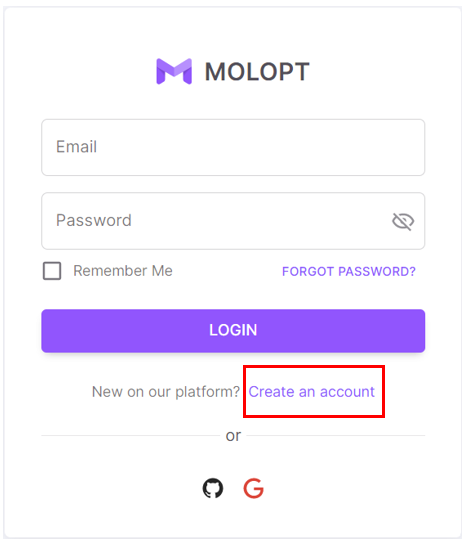 MOLOPT
Email
Password
Remember Me FORGOT PASSWORD?
LOGIN
New on our platform? Create an account
or